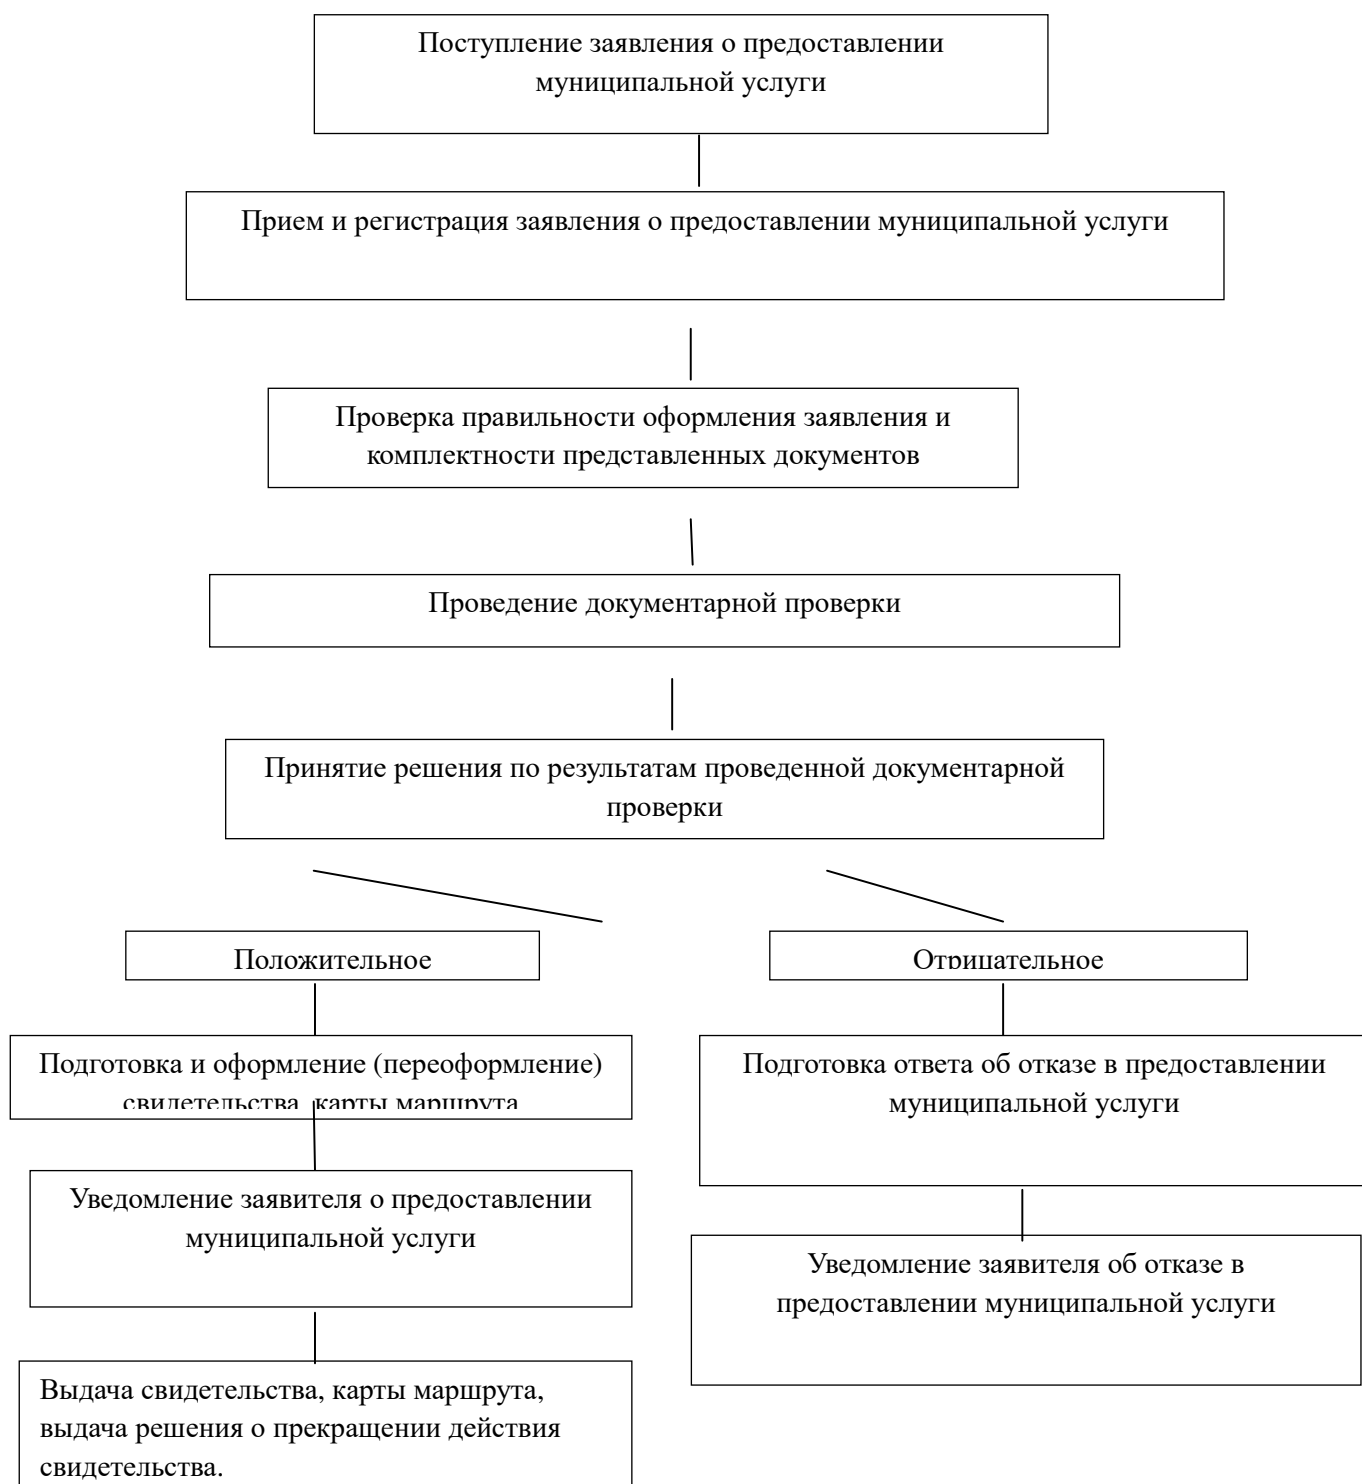 Поступление заявления о предоставлении
муниципальной услуги
Прием и регистрация заявления о предоставлении муниципальной услуги
Проверка правильности оформления заявления и
комплектности представленных документов
Проведение документарной проверки
Принятие решения по результатам проведенной документарной
проверки
Положительное
Отрицательное
Подготовка и оформление (переоформление)
свидетельства, карты маршрута
Подготовка ответа об отказе в предоставлении
муниципальной услуги
Уведомление заявителя о предоставлении
муниципальной услуги
Уведомление заявителя об отказе в
предоставлении муниципальной услуги
Выдача свидетельства, карты маршрута,
выдача решения о прекращении действия
свидетельства.